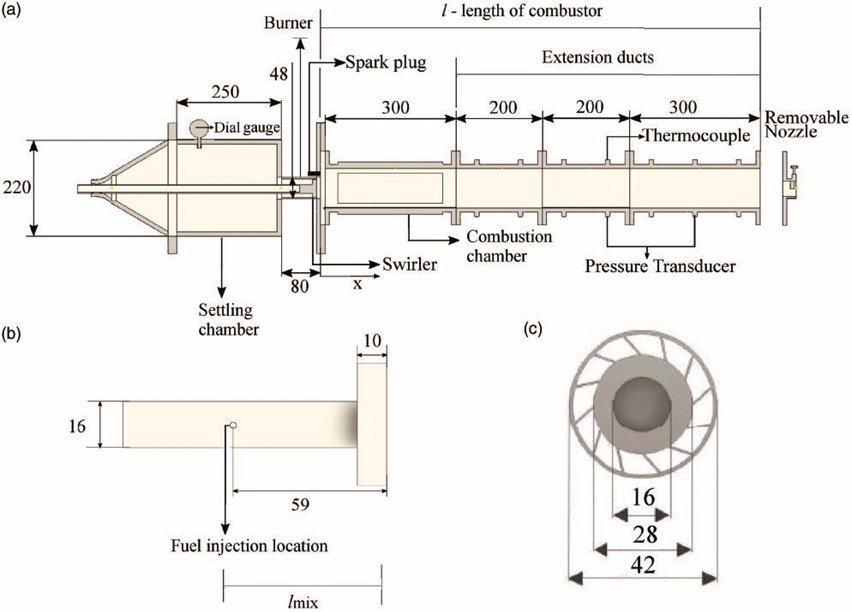 (a)
l - length of combustor
Burner
Spark plug
48
Extension ducts
250
300
200
200
300
Removable
Nozzle
Dial gauge
Thermocouple
220
Combustion
chamber
Pressure Transducer
Swirler
80
x
Settling
chamber
(b)
(c)
10
16
59
Fuel injection location
lmix
16
28
42